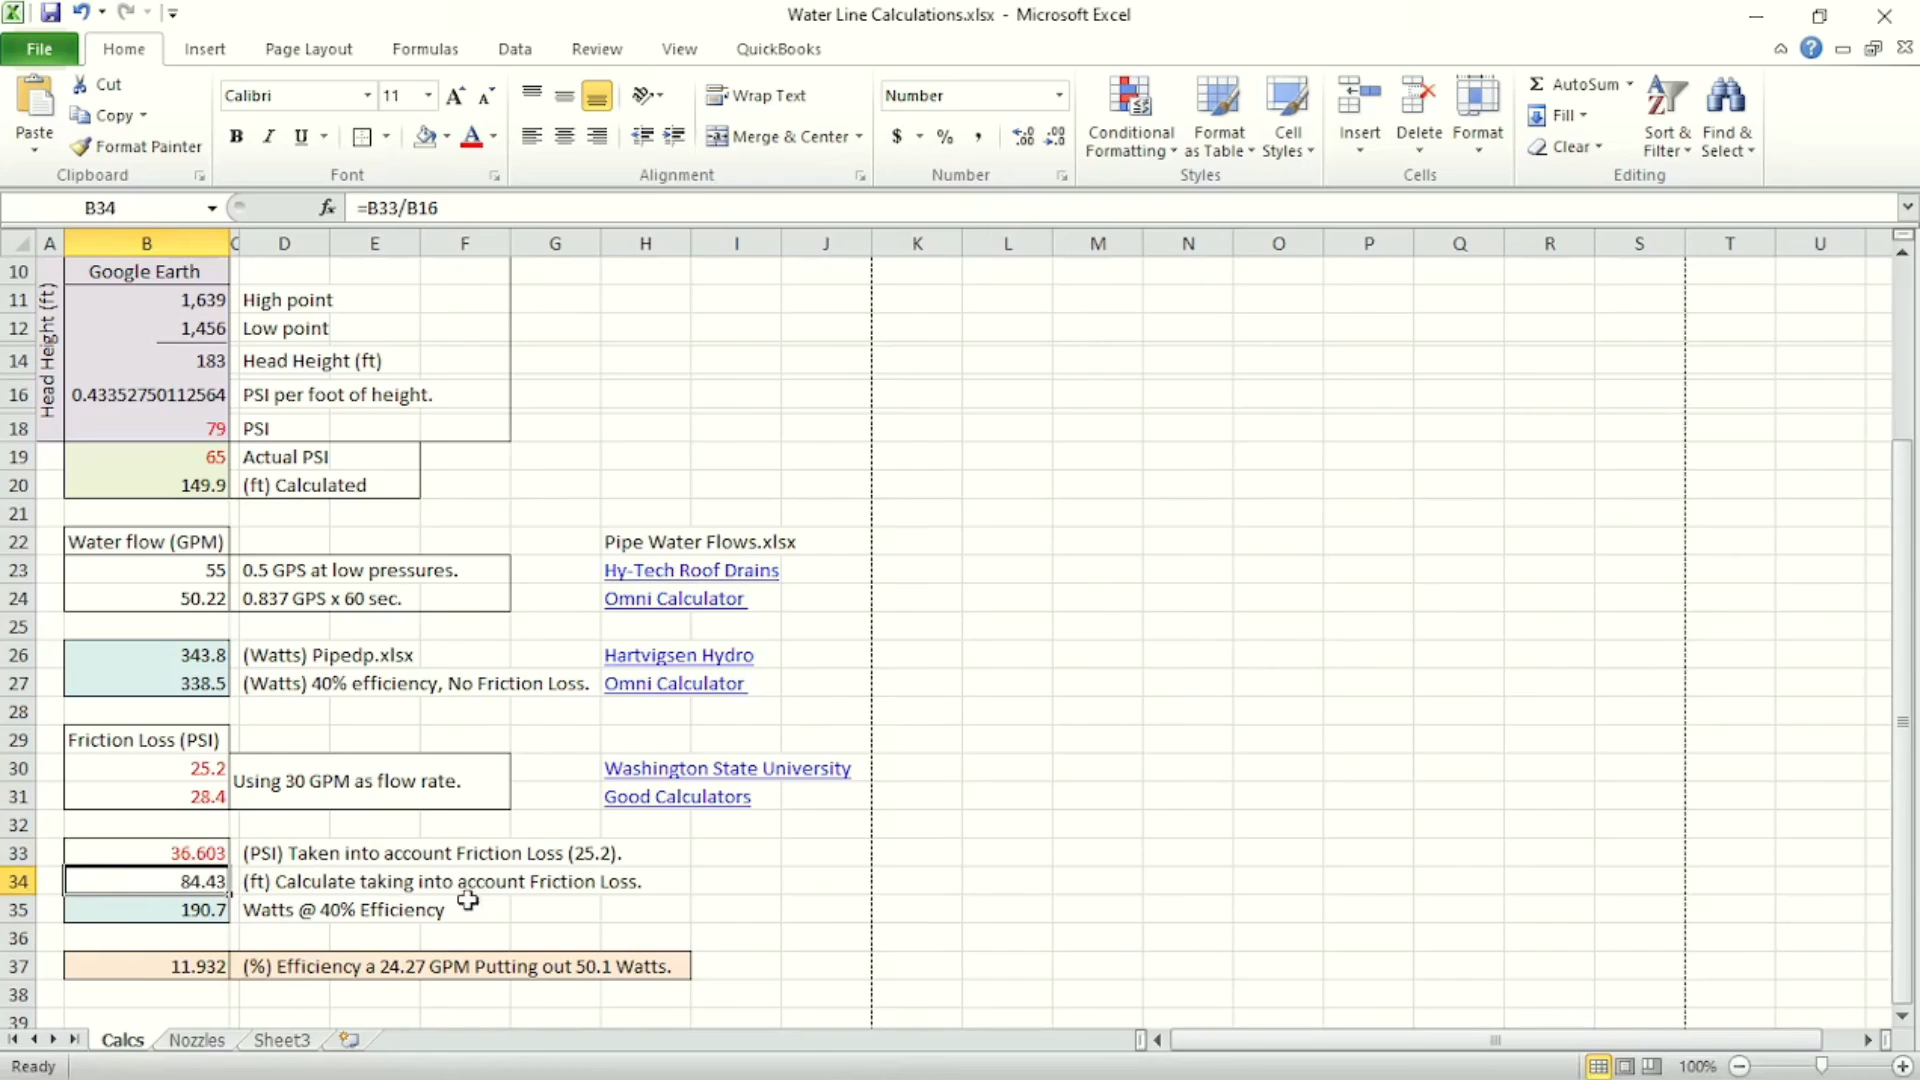 Water Line Calculations.xlsx - Microsoft Excel
File Home Insert Page Layout Formulas Data Review View QuickBooks
Paste
Cut
Copy
Format Painter
Clipboard
Calibri 11
B I U
Font
Wrap Text
Merge & Center
Alignment
Number
$ % ,
Number
Conditional Formatting
Format as Table
Cell Styles
Styles
Insert
Delete
Format
Cells
Σ AutoSum
Fill
Clear
Sort & Filter
Find & Select
Editing
B34 fx =B33/B16
A B C D E F G H I J K L M N O P Q R S T U
Head Height (ft)
10 Google Earth
11 1,639 High point
12 1,456 Low point
14 183 Head Height (ft)
16 0.43352750112564 PSI per foot of height.
18 79 PSI
19 65 Actual PSI
20 149.9 (ft) Calculated
21
22 Water flow (GPM) Pipe Water Flows.xlsx
23 55 0.5 GPS at low pressures. Hy-Tech Roof Drains
24 50.22 0.837 GPS x 60 sec. Omni Calculator
25
26 343.8 (Watts) Pipedp.xlsx Hartvigsen Hydro
27 338.5 (Watts) 40% efficiency, No Friction Loss. Omni Calculator
28
29 Friction Loss (PSI)
30 25.2 Washington State University
Using 30 GPM as flow rate.
31 28.4 Good Calculators
32
33 36.603 (PSI) Taken into account Friction Loss (25.2).
34 84.43 (ft) Calculate taking into account Friction Loss.
35 190.7 Watts @ 40% Efficiency
36
37 11.932 (%) Efficiency a 24.27 GPM Putting out 50.1 Watts.
38
39
Calcs Nozzles Sheet3
Ready 100%